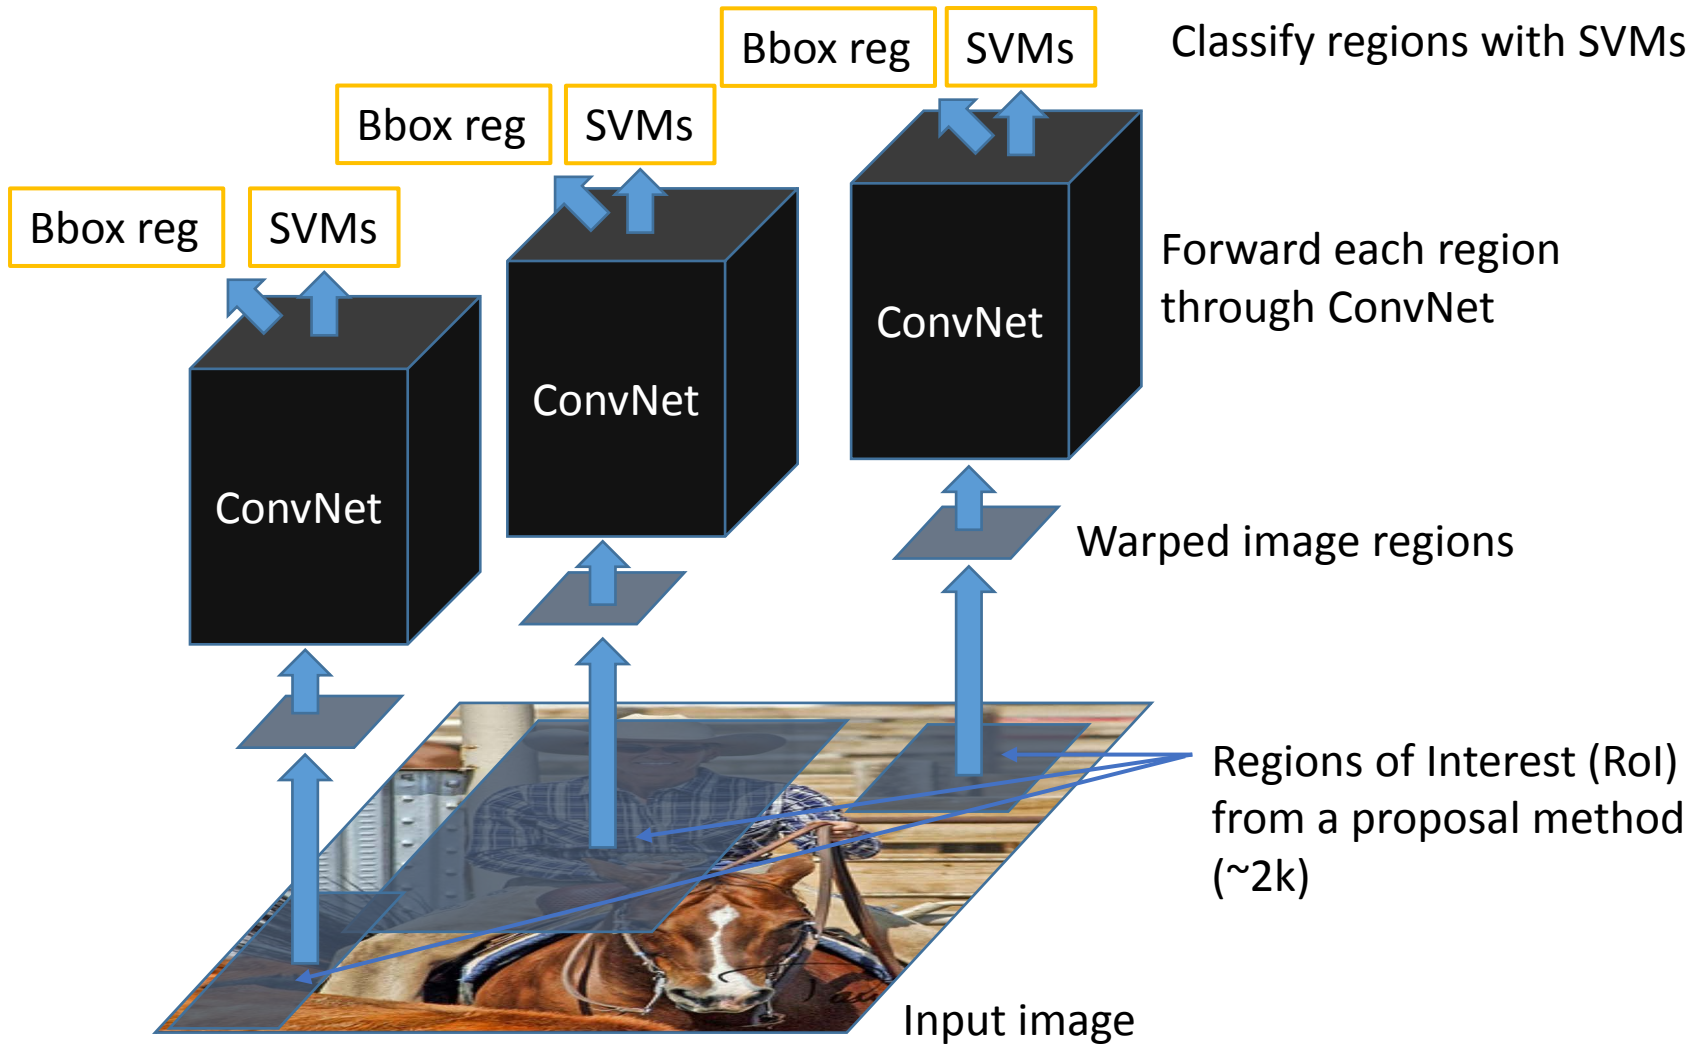 Bbox reg
SVMs
Classify regions with SVMs
Bbox reg
SVMs
Bbox reg
SVMs
Forward each region
through ConvNet
ConvNet
ConvNet
ConvNet
Warped image regions
Regions of Interest (RoI)
from a proposal method
(~2k)
Input image